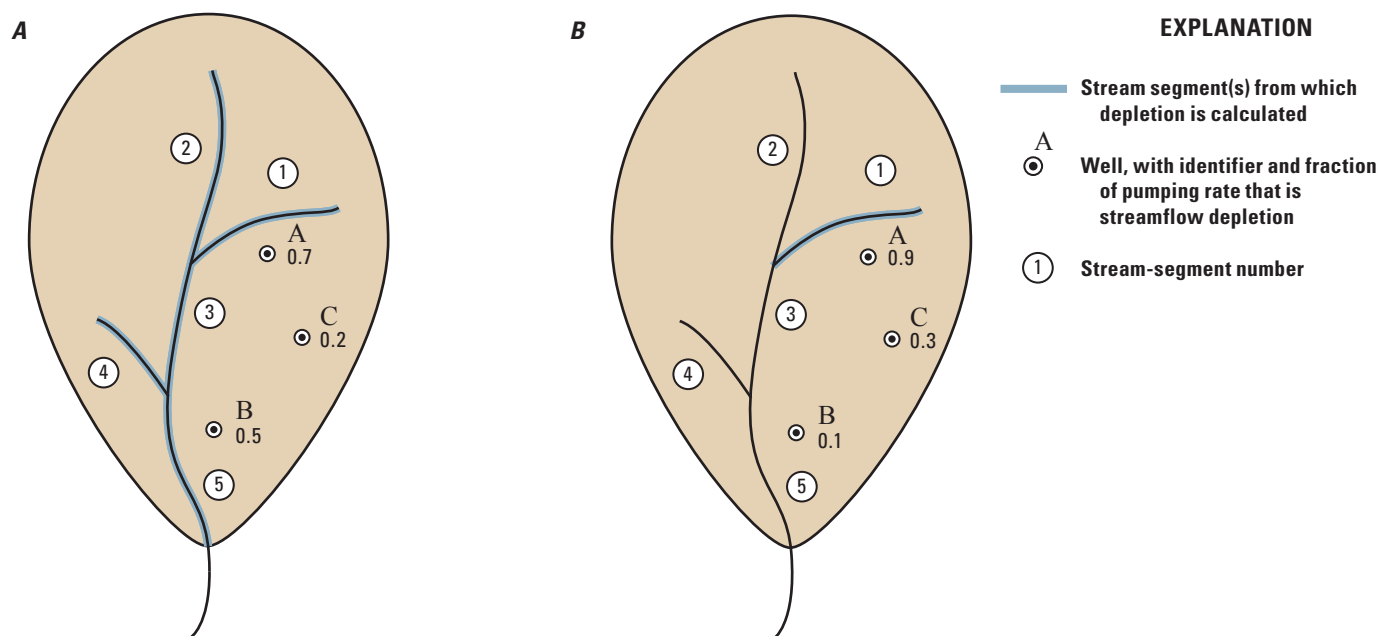 A
2
1
A
0.7
3
C
0.2
4
B
0.5
5
B
2
1
A
0.9
3
C
0.3
4
B
0.1
5
EXPLANATION
Stream segment(s) from which
depletion is calculated
A
Well, with identifier and fraction
of pumping rate that is
streamflow depletion
1
Stream-segment number